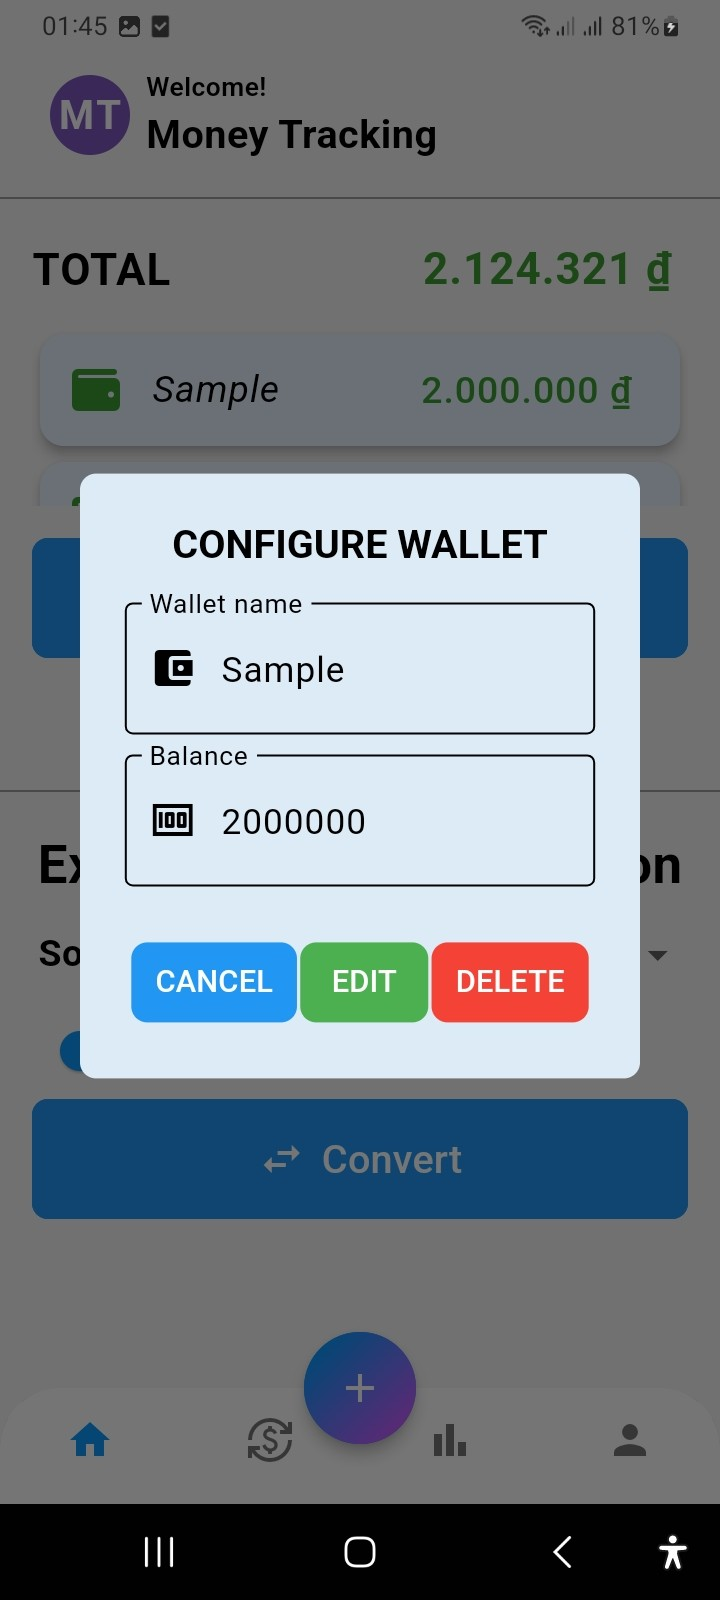 01:45
81%
MT
Welcome!
Money Tracking
TOTAL
2.124.321 ₫
Sample
2.000.000 ₫
CONFIGURE WALLET
Wallet name
Sample
Balance
100
2000000
CANCEL
EDIT
DELETE
Convert